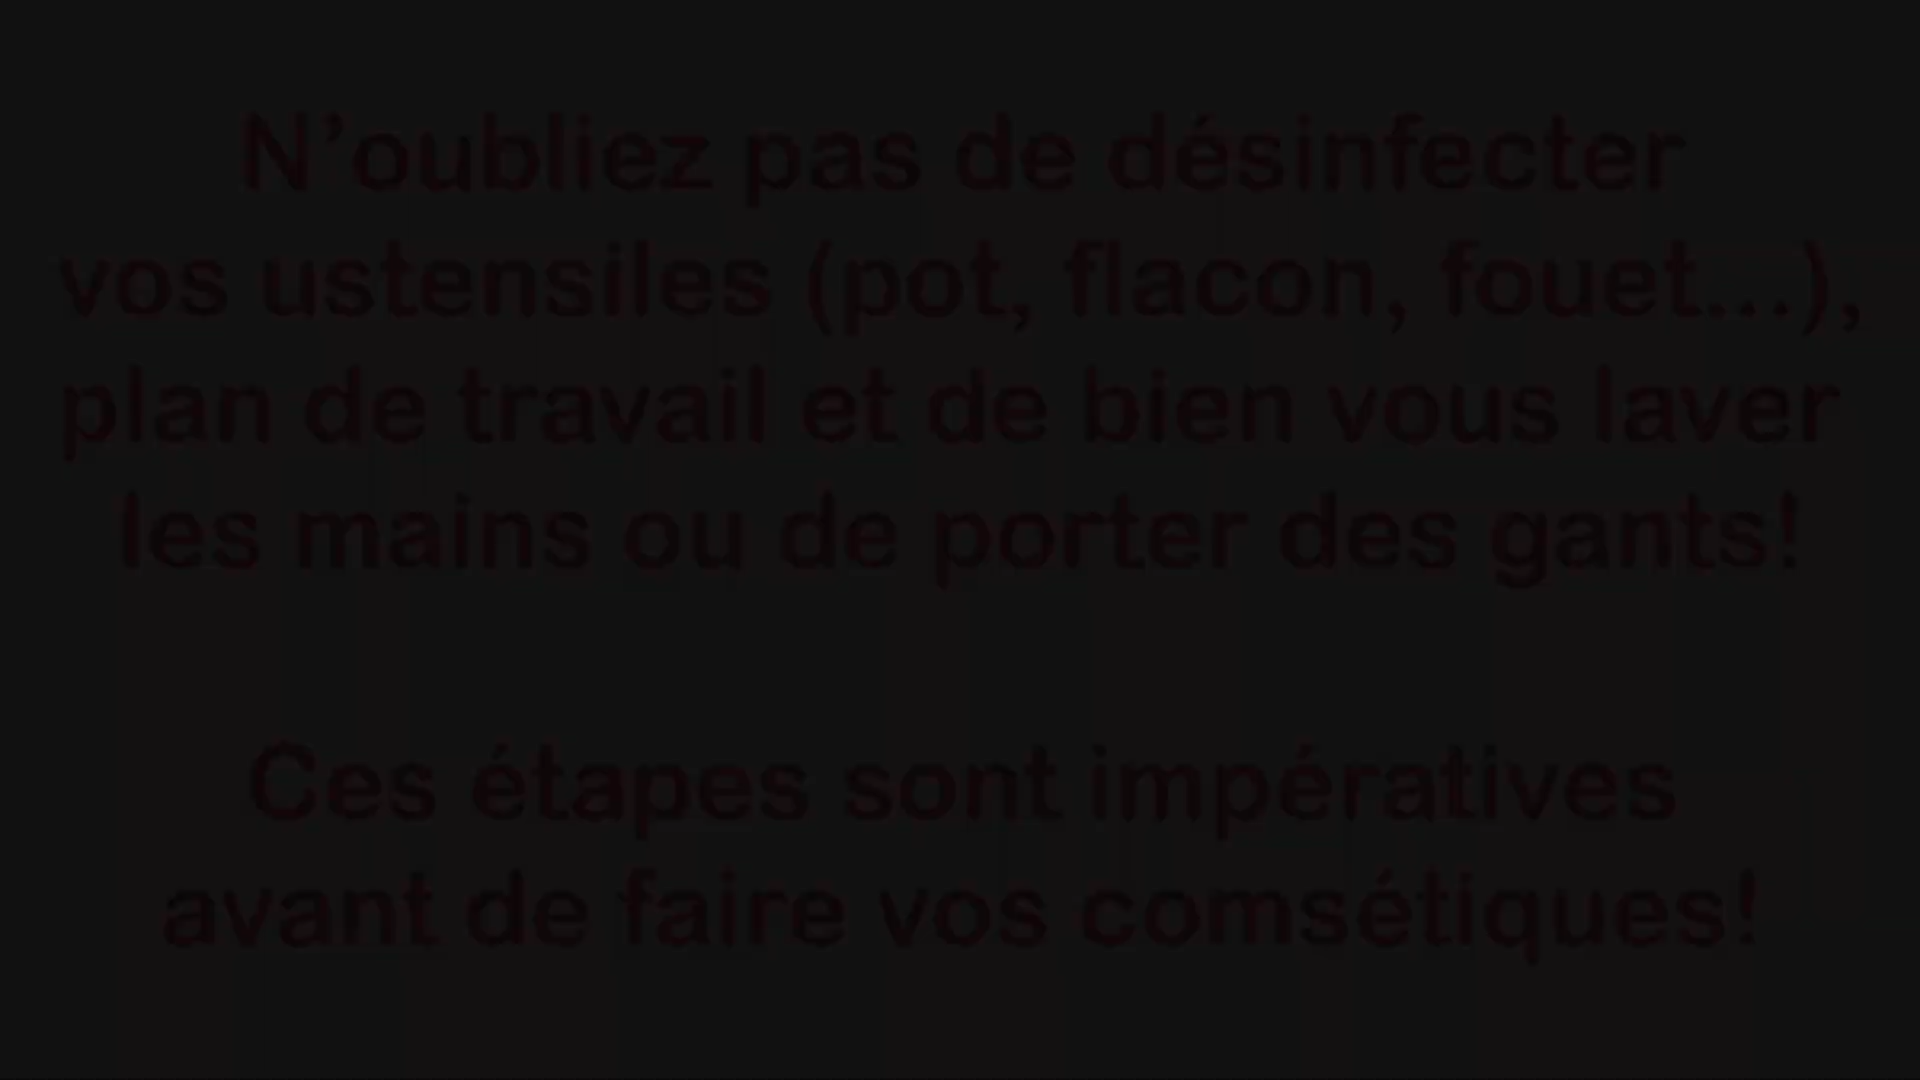 N’oubliez pas de désinfecter
vos ustensiles (pot, flacon, fouet...),
plan de travail et de bien vous laver
les mains ou de porter des gants!
Ces étapes sont impératives
avant de faire vos comsétiques!